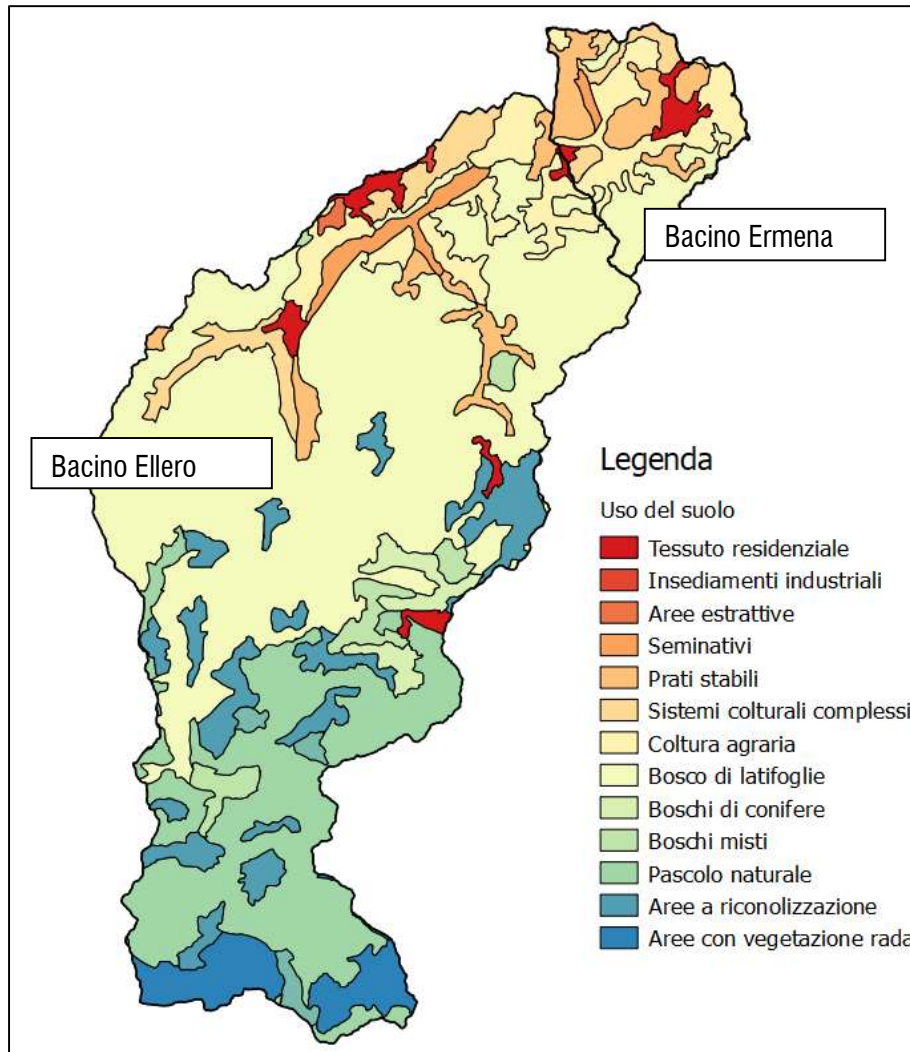 Bacino Ermena
Bacino Ellero
Legenda
Uso del suolo
Tessuto residenziale
Insediamenti industriali
Aree estrattive
Seminativi
Prati stabili
Sistemi colturali complessi
Coltura agraria
Bosco di latifoglie
Boschi di conifere
Boschi misti
Pascolo naturale
Aree a riconolizzazione
Aree con vegetazione rada